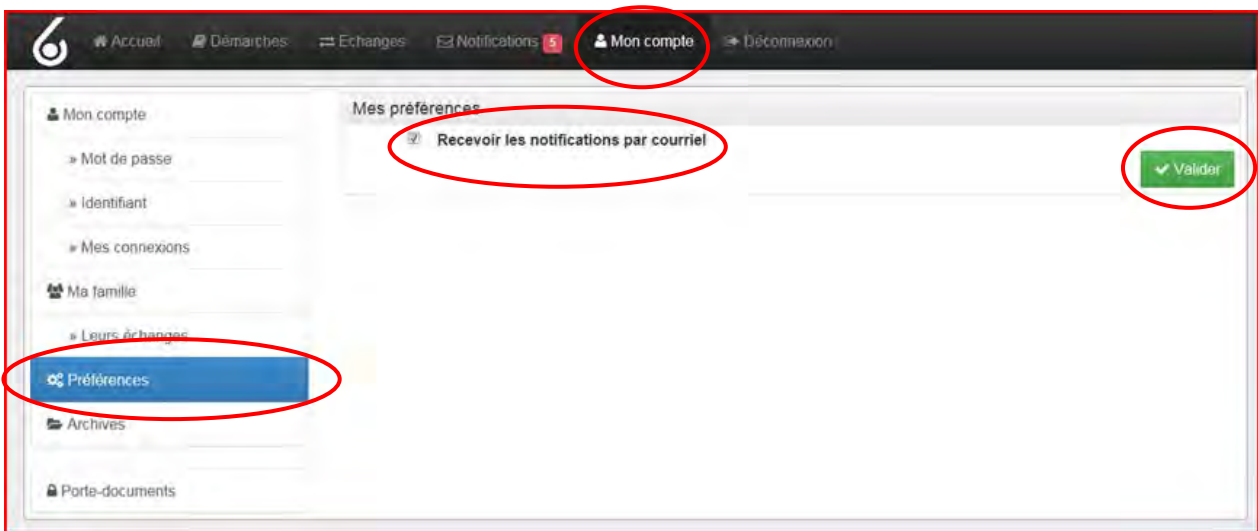 Accueil Démarches Echanges Notifications 5 Mon compte Déconnexion
Mon compte
» Mot de passe
» Identifiant
» Mes connexions
Ma famille
» Leurs échanges
Préférences
Archives
Porte-documents
Mes préférences
Recevoir les notifications par courriel
Valider